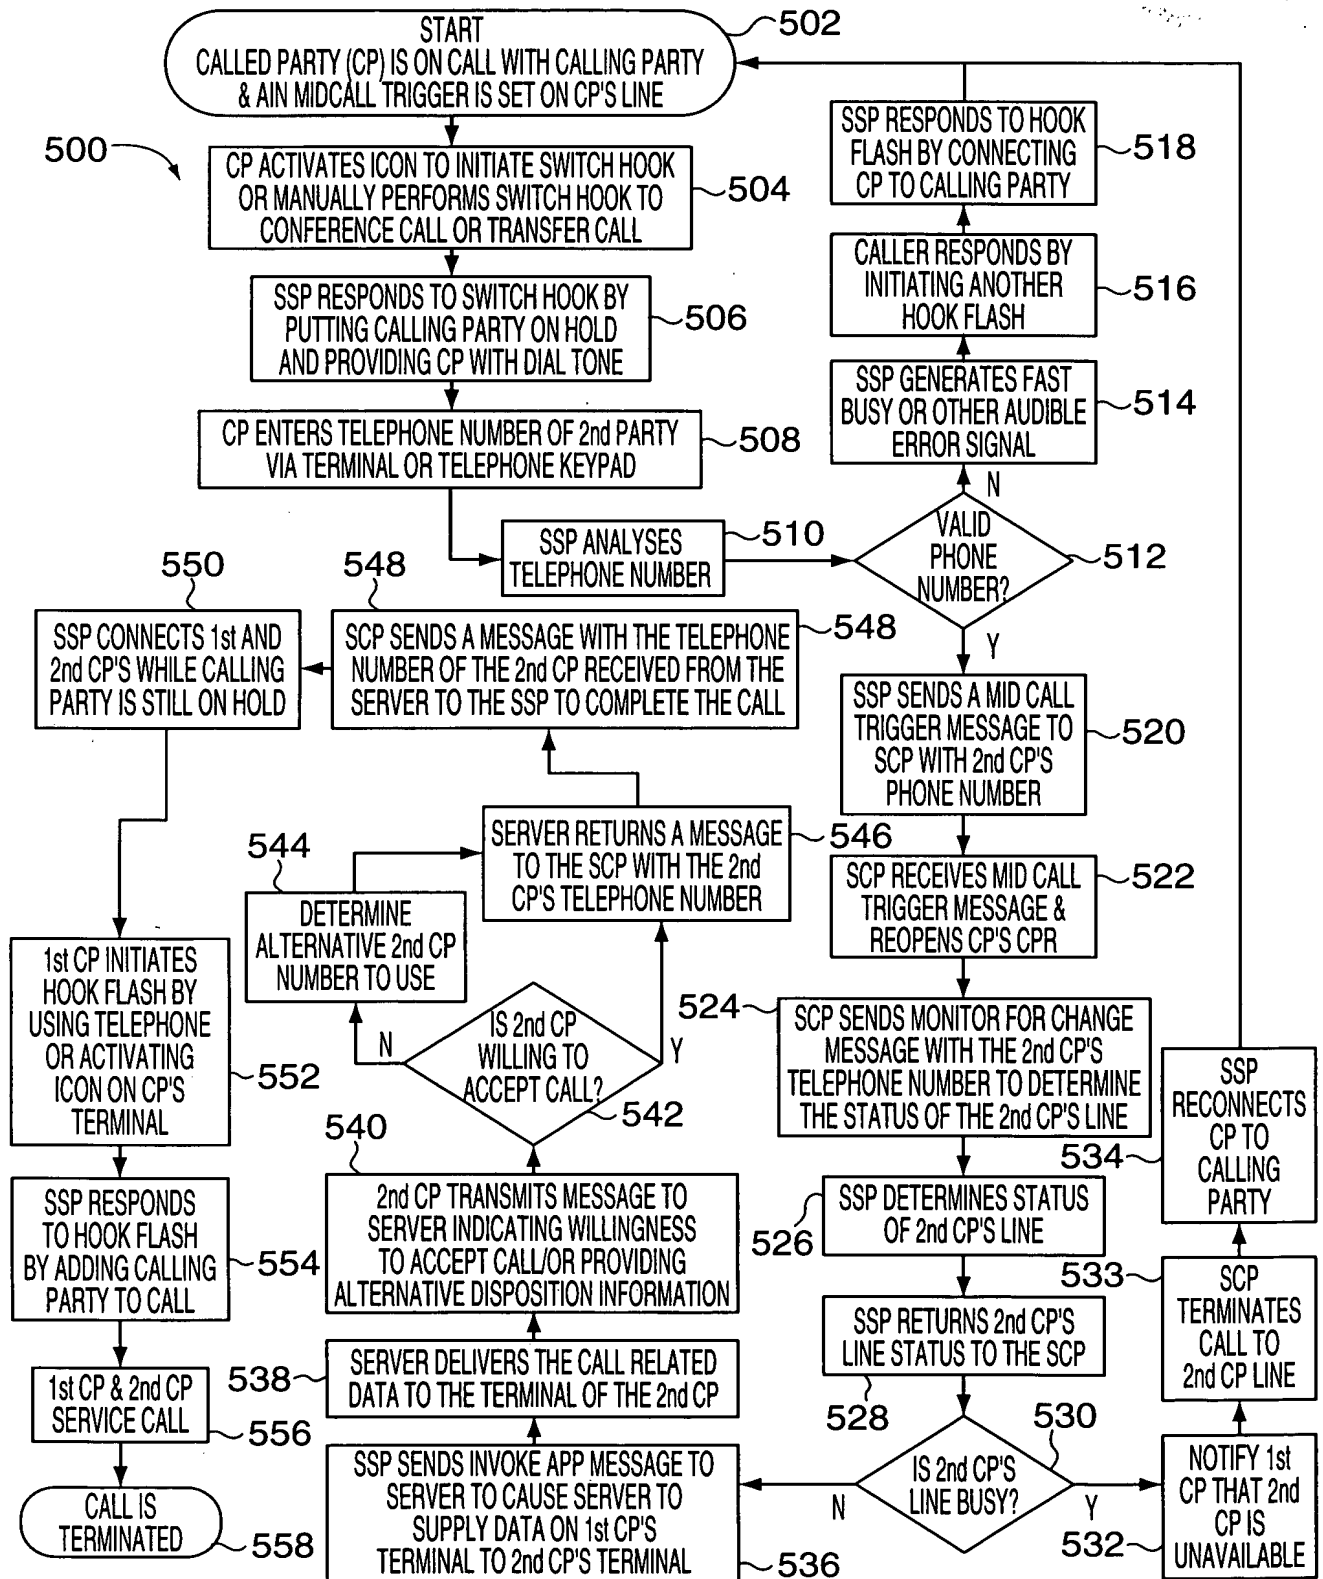 START
CALLED PARTY (CP) IS ON CALL WITH CALLING PARTY
& AIN MIDCALL TRIGGER IS SET ON CP'S LINE
502
500
CP ACTIVATES ICON TO INITIATE SWITCH HOOK
OR MANUALLY PERFORMS SWITCH HOOK TO
CONFERENCE CALL OR TRANSFER CALL
504
SSP RESPONDS TO SWITCH HOOK BY
PUTTING CALLING PARTY ON HOLD
AND PROVIDING CP WITH DIAL TONE
506
CP ENTERS TELEPHONE NUMBER OF 2nd PARTY
VIA TERMINAL OR TELEPHONE KEYPAD
508
SSP ANALYSES
TELEPHONE NUMBER
510
VALID
PHONE
NUMBER?
512
N
Y
SSP GENERATES FAST
BUSY OR OTHER AUDIBLE
ERROR SIGNAL
514
CALLER RESPONDS BY
INITIATING ANOTHER
HOOK FLASH
516
SSP RESPONDS TO HOOK
FLASH BY CONNECTING
CP TO CALLING PARTY
518
SSP SENDS A MID CALL
TRIGGER MESSAGE TO
SCP WITH 2nd CP'S
PHONE NUMBER
520
SCP RECEIVES MID CALL
TRIGGER MESSAGE &
REOPENS CP'S CPR
522
524
SCP SENDS MONITOR FOR CHANGE
MESSAGE WITH THE 2nd CP'S
TELEPHONE NUMBER TO DETERMINE
THE STATUS OF THE 2nd CP'S LINE
SSP DETERMINES STATUS
OF 2nd CP'S LINE
526
SSP RETURNS 2nd CP'S
LINE STATUS TO THE SCP
528
IS 2nd CP'S
LINE BUSY?
530
N
Y
NOTIFY 1st
CP THAT 2nd
CP IS
UNAVAILABLE
532
533
SCP
TERMINATES
CALL TO
2nd CP LINE
534
SSP
RECONNECTS
CP TO
CALLING
PARTY
SSP SENDS INVOKE APP MESSAGE TO
SERVER TO CAUSE SERVER TO
SUPPLY DATA ON 1st CP'S
TERMINAL TO 2nd CP'S TERMINAL
536
538
SERVER DELIVERS THE CALL RELATED
DATA TO THE TERMINAL OF THE 2nd CP
540
2nd CP TRANSMITS MESSAGE TO
SERVER INDICATING WILLINGNESS
TO ACCEPT CALL/OR PROVIDING
ALTERNATIVE DISPOSITION INFORMATION
IS 2nd CP
WILLING TO
ACCEPT CALL?
542
N
Y
544
DETERMINE
ALTERNATIVE 2nd CP
NUMBER TO USE
SERVER RETURNS A MESSAGE
TO THE SCP WITH THE 2nd
CP'S TELEPHONE NUMBER
546
548
SCP SENDS A MESSAGE WITH THE TELEPHONE
NUMBER OF THE 2nd CP RECEIVED FROM THE
SERVER TO THE SSP TO COMPLETE THE CALL
548
550
SSP CONNECTS 1st AND
2nd CP'S WHILE CALLING
PARTY IS STILL ON HOLD
1st CP INITIATES
HOOK FLASH BY
USING TELEPHONE
OR ACTIVATING
ICON ON CP'S
TERMINAL
552
SSP RESPONDS
TO HOOK FLASH
BY ADDING CALLING
PARTY TO CALL
554
1st CP & 2nd CP
SERVICE CALL
556
CALL IS
TERMINATED
558